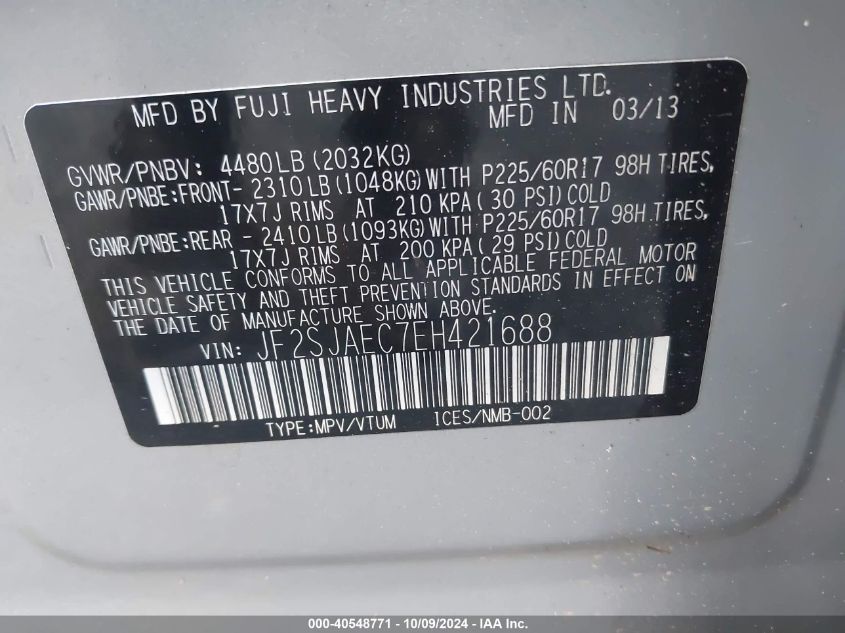 MFD BY FUJI HEAVY INDUSTRIES LTD.
MFD IN 03/13
GVWR/PNBV: 4480LB(2032KG)
GAWR/PNBE:FRONT- 2310LB(1048KG)WITH P225/60R17 98H TIRES,
17X7J RIMS AT 210 KPA(30 PSI)COLD
GAWR/PNBE:REAR - 2410LB(1093KG)WITH P225/60R17 98H TIRES,
17X7J RIMS AT 200 KPA(29 PSI)COLD
THIS VEHICLE CONFORMS TO ALL APPLICABLE FEDERAL MOTOR
VEHICLE SAFETY AND THEFT PREVENTION STANDARDS IN EFFECT ON
THE DATE OF MANUFACTURE SHOWN ABOVE.
VIN: JF2SJAEC7EH421688
TYPE:MPV/VTUM ICES/NMB-002
000-40548771 - 10/09/2024 - IAA Inc.